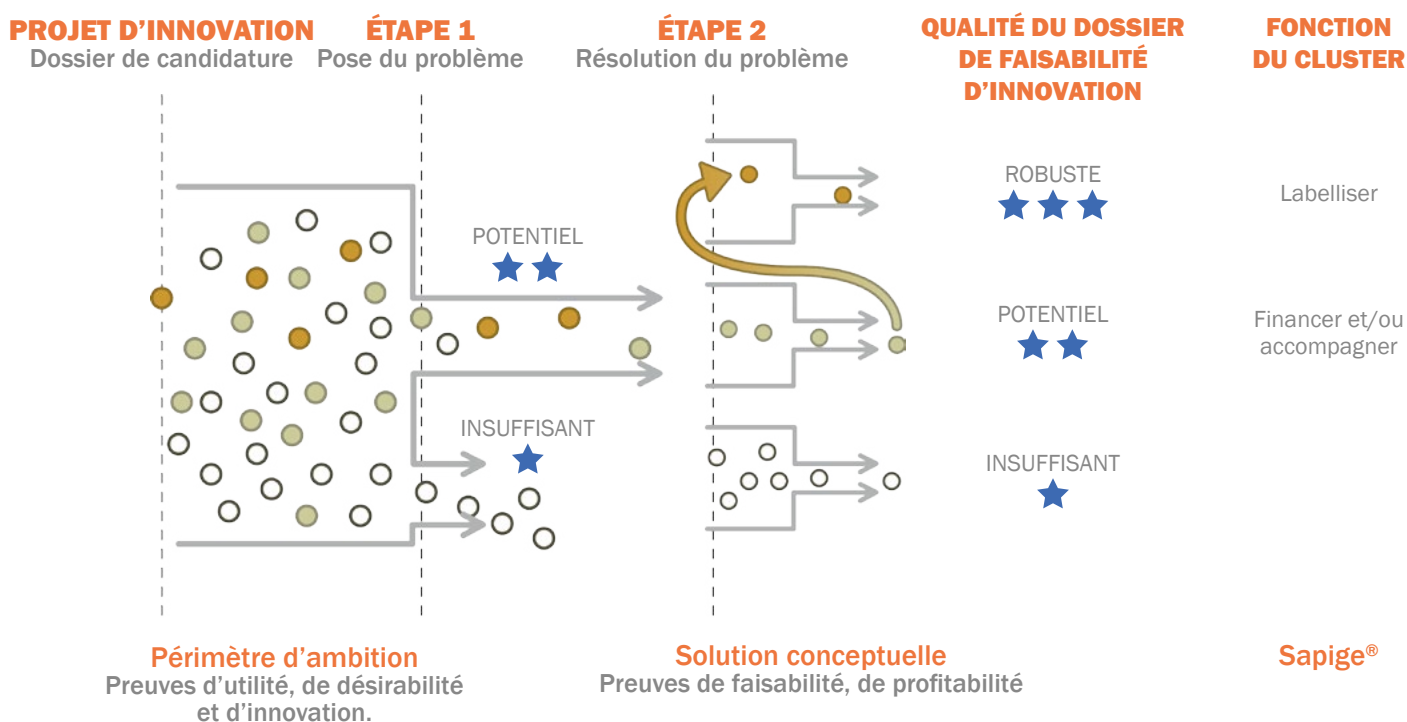 PROJET D’INNOVATION
Dossier de candidature
ÉTAPE 1
Pose du problème
ÉTAPE 2
Résolution du problème
QUALITÉ DU DOSSIER
DE FAISABILITÉ
D’INNOVATION
FONCTION
DU CLUSTER
POTENTIEL
INSUFFISANT
ROBUSTE
Labelliser
POTENTIEL
Financer et/ou
accompagner
INSUFFISANT
Périmètre d’ambition
Preuves d’utilité, de désirabilité
et d’innovation.
Solution conceptuelle
Preuves de faisabilité, de profitabilité
Sapige®